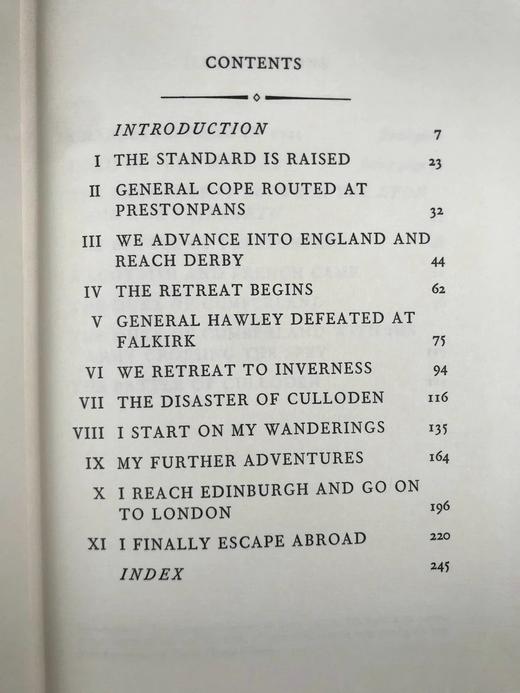 CONTENTS
INTRODUCTION 7
I THE STANDARD IS RAISED 23
II GENERAL COPE ROUTED AT
PRESTONPANS 32
III WE ADVANCE INTO ENGLAND AND
REACH DERBY 44
IV THE RETREAT BEGINS 62
V GENERAL HAWLEY DEFEATED AT
FALKIRK 75
VI WE RETREAT TO INVERNESS 94
VII THE DISASTER OF CULLODEN 116
VIII I START ON MY WANDERINGS 135
IX MY FURTHER ADVENTURES 164
X I REACH EDINBURGH AND GO ON
TO LONDON 196
XI I FINALLY ESCAPE ABROAD 220
INDEX 245